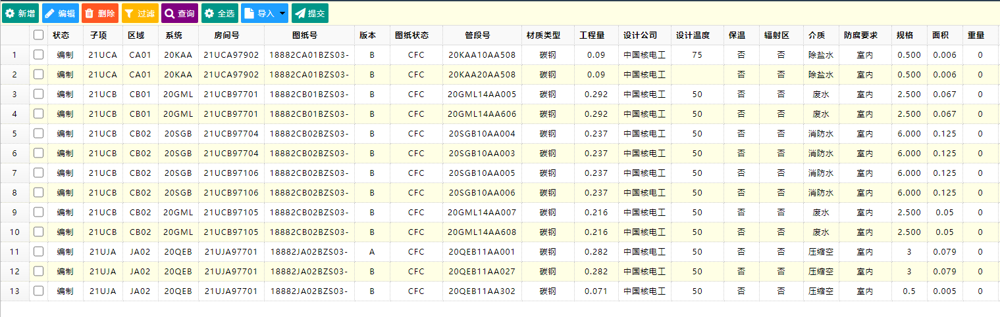 新增 编辑 删除 过滤 查询 全选 导入 提交
状态 子项 区域 系统 房间号 图纸号 版本 图纸状态 管段号 材质类型 工程量 设计公司 设计温度 保温 辐射区 介质 防腐要求 规格 面积 重量
1 编制 21UCA CA01 20KAA 21UCA97902 18882CA01BZS03- B CFC 20KAA10AA508 碳钢 0.09 中国核电工 75 否 否 除盐水 室内 0.500 0.006 0
2 编制 21UCA CA01 20KAA 21UCA97902 18882CA01BZS03- B CFC 20KAA20AA508 碳钢 0.09 中国核电工 否 否 除盐水 室内 0.500 0.006 0
3 编制 21UCB CB01 20GML 21UCB97701 18882CB01BZS03- B CFC 20GML14AA005 碳钢 0.292 中国核电工 50 否 否 废水 室内 2.500 0.067 0
4 编制 21UCB CB01 20GML 21UCB97701 18882CB01BZS03- B CFC 20GML14AA606 碳钢 0.292 中国核电工 50 否 否 废水 室内 2.500 0.067 0
5 编制 21UCB CB02 20SGB 21UCB97704 18882CB02BZS03- B CFC 20SGB10AA004 碳钢 0.237 中国核电工 50 否 否 消防水 室内 6.000 0.125 0
6 编制 21UCB CB02 20SGB 21UCB97704 18882CB02BZS03- B CFC 20SGB10AA003 碳钢 0.237 中国核电工 50 否 否 消防水 室内 6.000 0.125 0
7 编制 21UCB CB02 20SGB 21UCB97106 18882CB02BZS03- B CFC 20SGB10AA005 碳钢 0.237 中国核电工 50 否 否 消防水 室内 6.000 0.125 0
8 编制 21UCB CB02 20SGB 21UCB97106 18882CB02BZS03- B CFC 20SGB10AA006 碳钢 0.237 中国核电工 50 否 否 消防水 室内 6.000 0.125 0
9 编制 21UCB CB02 20GML 21UCB97105 18882CB02BZS03- B CFC 20GML14AA007 碳钢 0.216 中国核电工 50 否 否 废水 室内 2.500 0.05 0
10 编制 21UCB CB02 20GML 21UCB97105 18882CB02BZS03- B CFC 20GML14AA608 碳钢 0.216 中国核电工 50 否 否 废水 室内 2.500 0.05 0
11 编制 21UJA JA02 20QEB 21UJA97701 18882JA02BZS03- A CFC 20QEB11AA001 碳钢 0.282 中国核电工 50 否 否 压缩空 室内 3 0.079 0
12 编制 21UJA JA02 20QEB 21UJA97701 18882JA02BZS03- B CFC 20QEB11AA027 碳钢 0.282 中国核电工 50 否 否 压缩空 室内 3 0.079 0
13 编制 21UJA JA02 20QEB 21UJA97701 18882JA02BZS03- B CFC 20QEB11AA302 碳钢 0.071 中国核电工 50 否 否 压缩空 室内 0.5 0.005 0